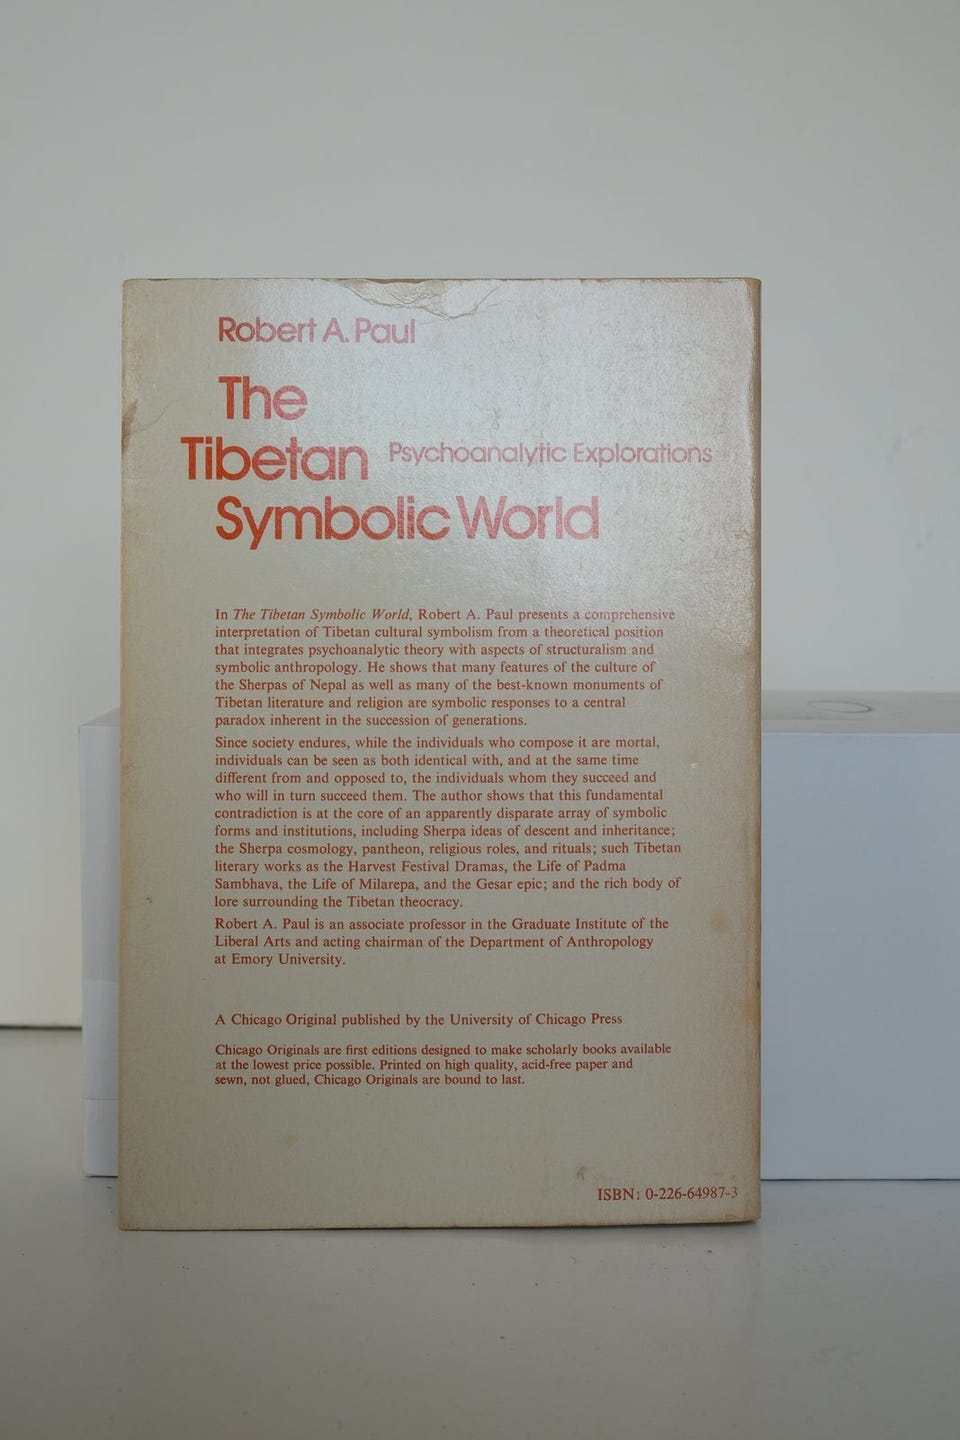 Robert A. Paul
The
Tibetan Psychoanalytic Explorations
Symbolic World
In The Tibetan Symbolic World, Robert A. Paul presents a comprehensive
interpretation of Tibetan cultural symbolism from a theoretical position
that integrates psychoanalytic theory with aspects of structuralism and
symbolic anthropology. He shows that many features of the culture of
the Sherpas of Nepal as well as many of the best-known monuments of
Tibetan literature and religion are symbolic responses to a central
paradox inherent in the succession of generations.
Since society endures, while the individuals who compose it are mortal,
individuals can be seen as both identical with, and at the same time
different from and opposed to, the individuals whom they succeed and
who will in turn succeed them. The author shows that this fundamental
contradiction is at the core of an apparently disparate array of symbolic
forms and institutions, including Sherpa ideas of descent and inheritance;
the Sherpa cosmology, pantheon, religious roles, and rituals; such Tibetan
literary works as the Harvest Festival Dramas, the Life of Padma
Sambhava, the Life of Milarepa, and the Gesar epic; and the rich body of
lore surrounding the Tibetan theocracy.
Robert A. Paul is an associate professor in the Graduate Institute of the
Liberal Arts and acting chairman of the Department of Anthropology
at Emory University.
A Chicago Original published by the University of Chicago Press
Chicago Originals are first editions designed to make scholarly books available
at the lowest price possible. Printed on high quality, acid-free paper and
sewn, not glued, Chicago Originals are bound to last.
ISBN: 0-226-64987-3